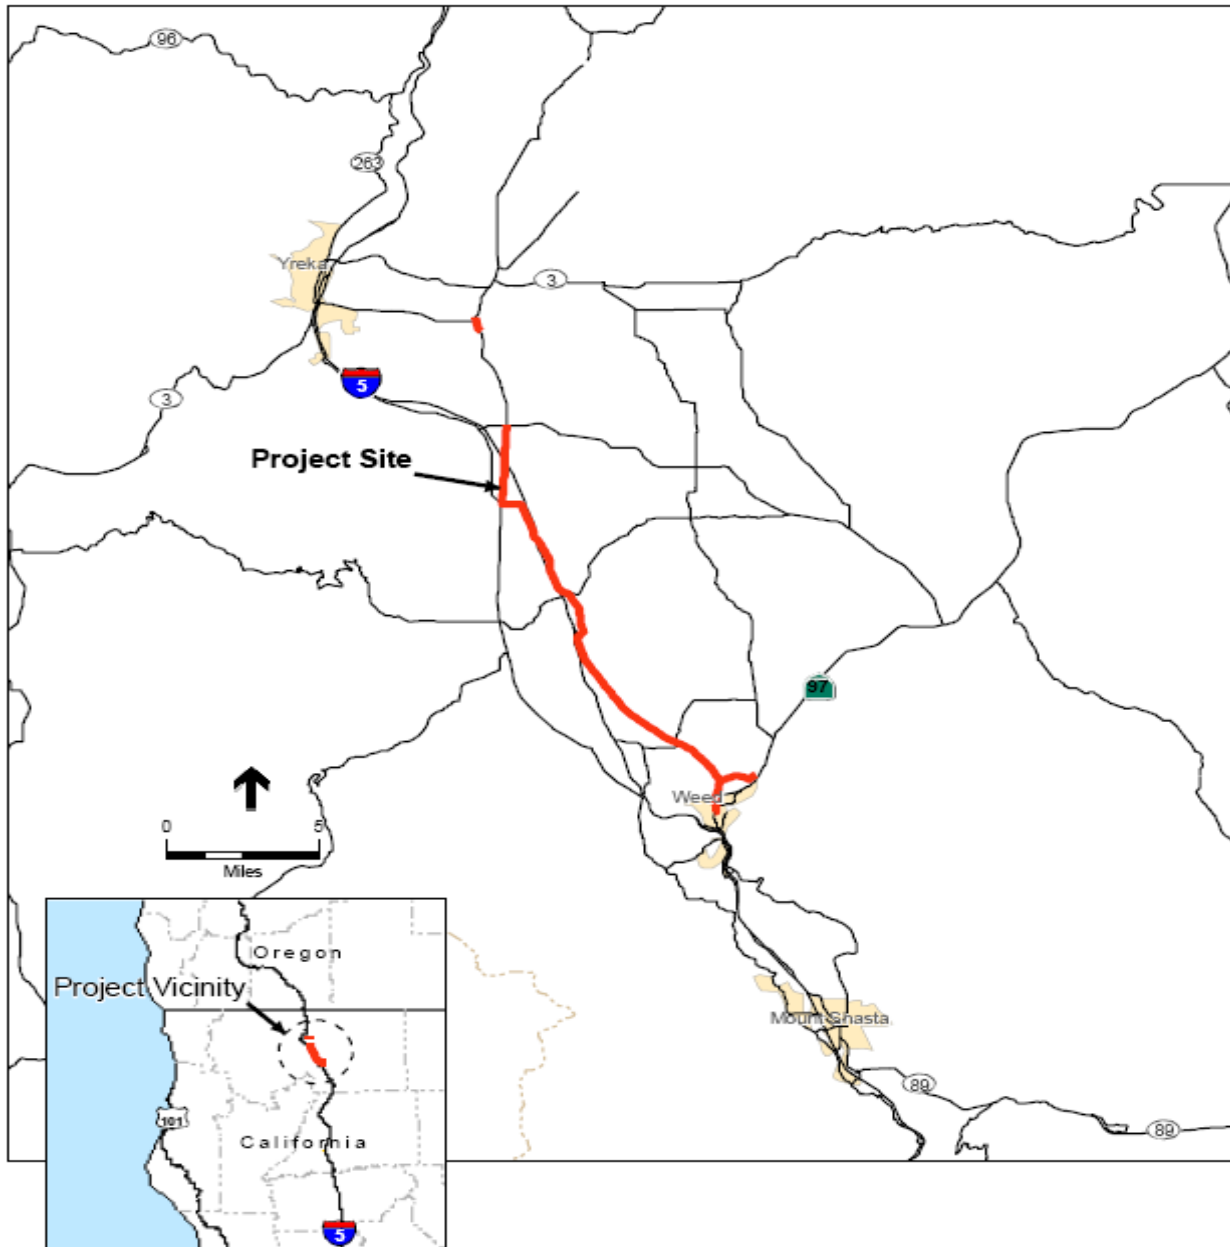 96
263
Yreka
3
5
3
Project Site
97
Weed
0 5
Miles
Oregon
Project Vicinity
Mount Shasta
89
101
89
California
5